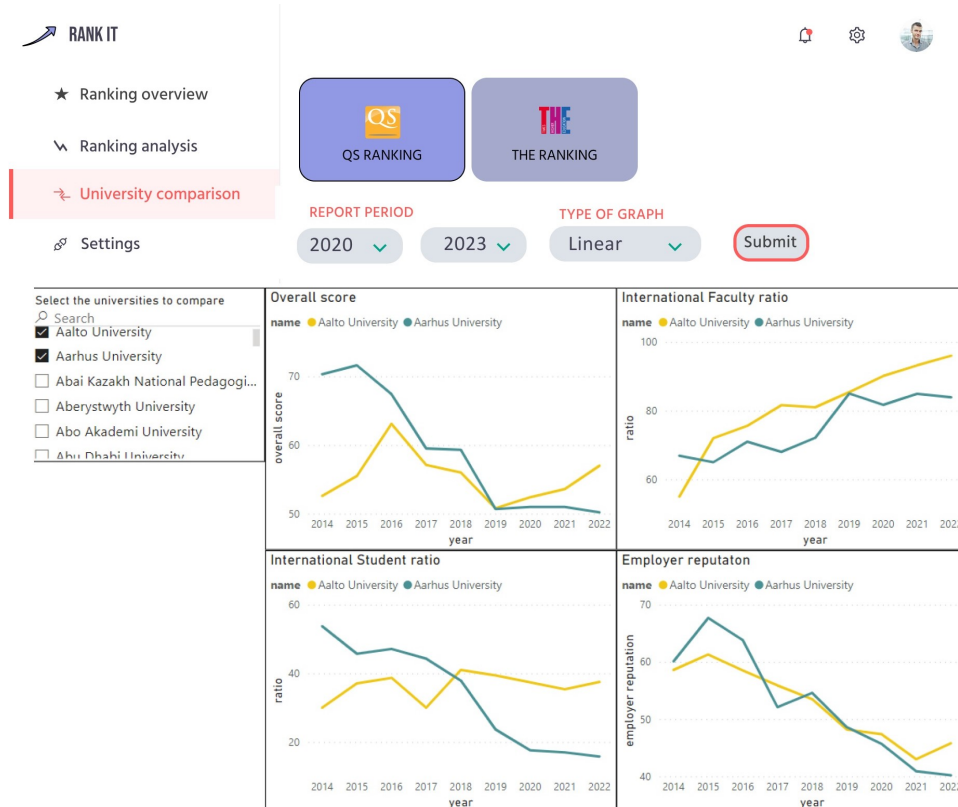 RANK IT
Ranking overview
Ranking analysis
University comparison
Settings
QS
QS RANKING
THE
THE RANKING
REPORT PERIOD
TYPE OF GRAPH
2020
2023
Linear
Submit
Select the universities to compare
Search
Aalto University
Aarhus University
Abai Kazakh National Pedagogi...
Aberystwyth University
Abo Akademi University
Abu Dhabi University
Overall score
name Aalto University Aarhus University
70
60
50
overall score
2014 2015 2016 2017 2018 2019 2020 2021 2022
year
International Faculty ratio
name Aalto University Aarhus University
100
80
60
ratio
2014 2015 2016 2017 2018 2019 2020 2021 2022
year
International Student ratio
name Aalto University Aarhus University
60
40
20
ratio
2014 2015 2016 2017 2018 2019 2020 2021 2022
year
Employer reputaton
name Aalto University Aarhus University
70
60
50
40
employer reputation
2014 2015 2016 2017 2018 2019 2020 2021 2022
year